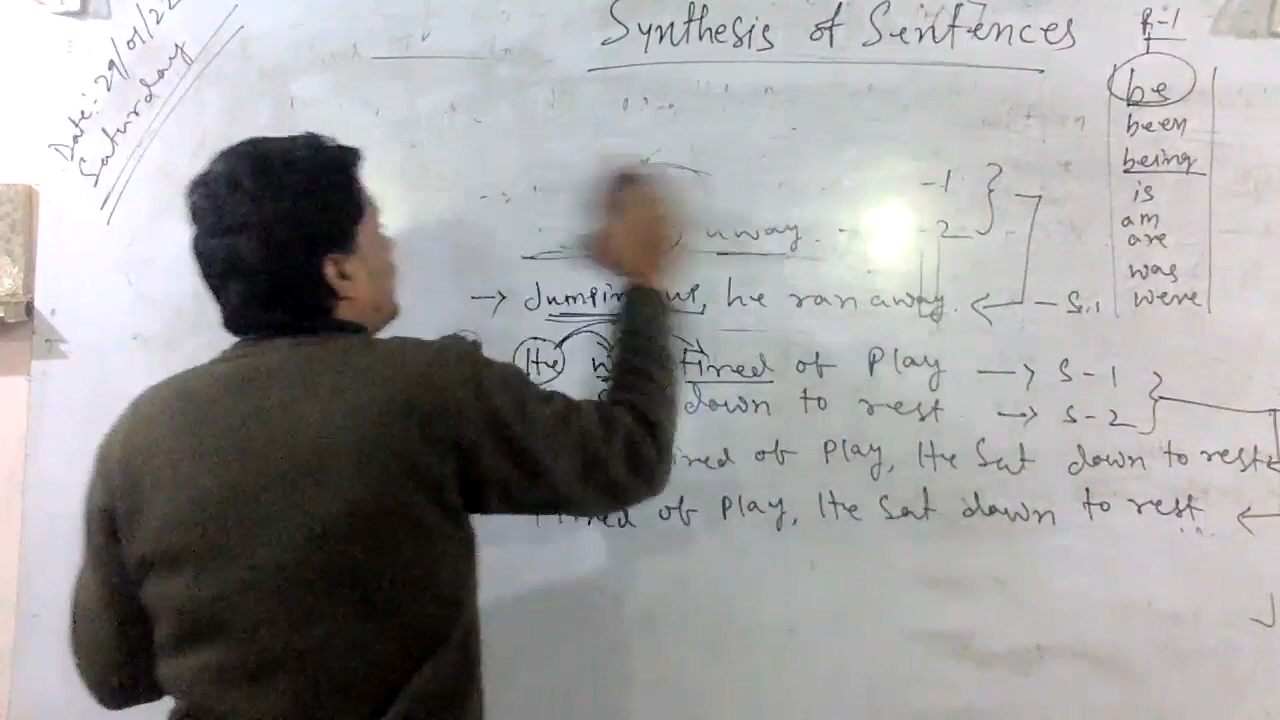 Date:- 29/01/22
Saturday
Synthesis of Sentences
R-1
be
been
being
is
am
are
was
were
-1
away. - 2
→ Jumping up, he ran away. ← S.1
He tired of Play → S-1
down to rest → S-2
of Play, He Sat down to rest
Tired of Play, He Sat down to rest ←